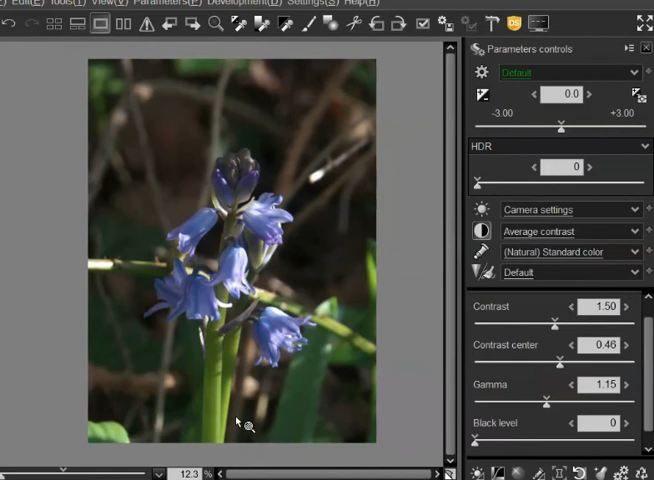 Edit(E) Tools(T) View(V) Parameters(P) Development(D) Settings(S) Help(H)
DS
Parameters controls
Default
0.0
-3.00 +3.00
HDR
0
Camera settings
Average contrast
(Natural) Standard color
Default
Contrast 1.50
Contrast center 0.46
Gamma 1.15
Black level 0
12.3 %